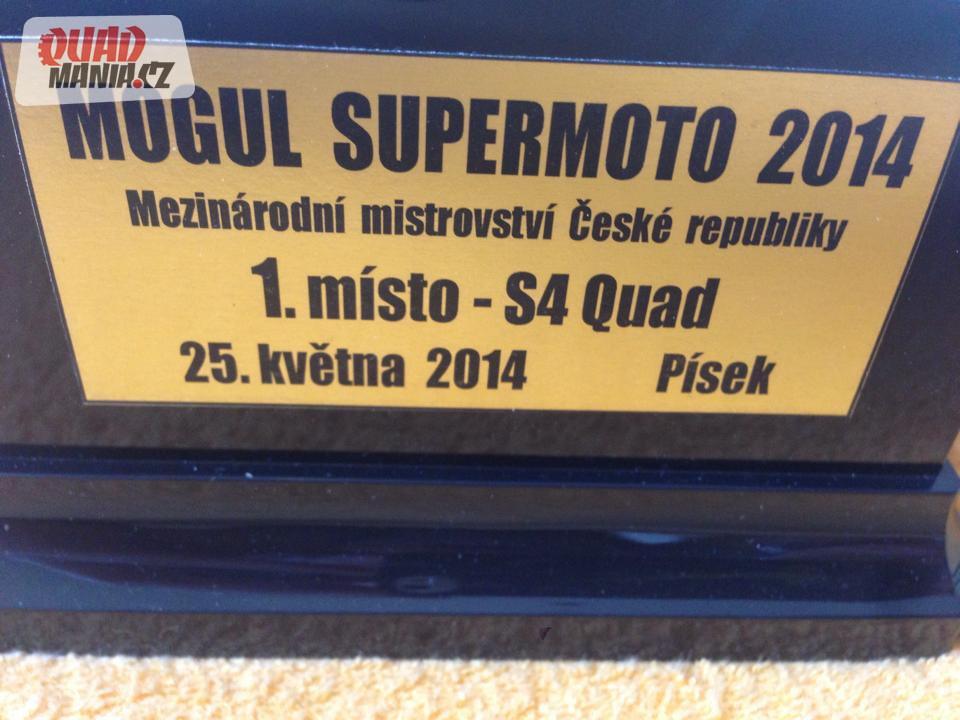 QUAD
MANIA.CZ
MOGUL SUPERMOTO 2014
Mezinárodní mistrovství České republiky
1. místo - S4 Quad
25. května 2014 Písek